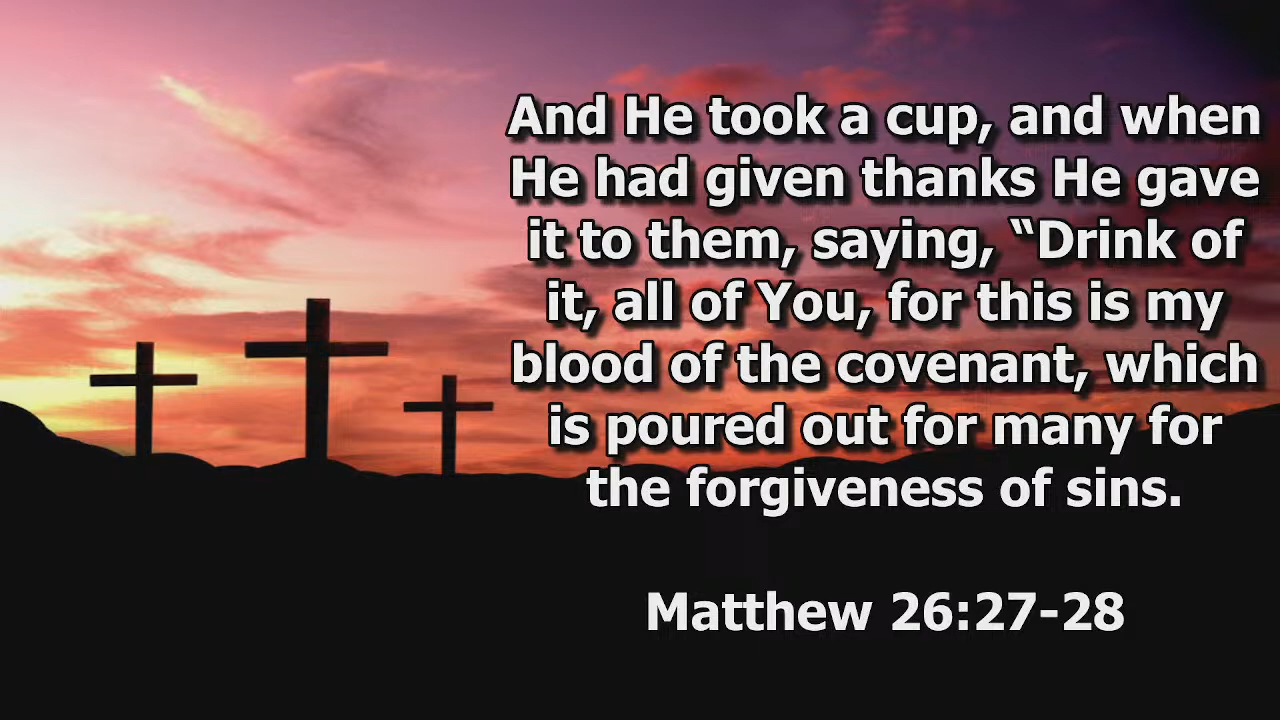 And He took a cup, and when
He had given thanks He gave
it to them, saying, “Drink of
it, all of You, for this is my
blood of the covenant, which
is poured out for many for
the forgiveness of sins.
Matthew 26:27-28